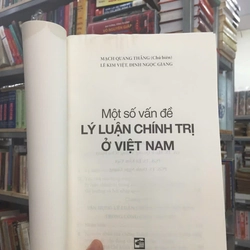 MẠCH QUANG THẮNG (Chủ biên)
LÊ KIM VIỆT, ĐINH NGỌC GIANG
Một số vấn đề
LÝ LUẬN CHÍNH TRỊ
Ở VIỆT NAM